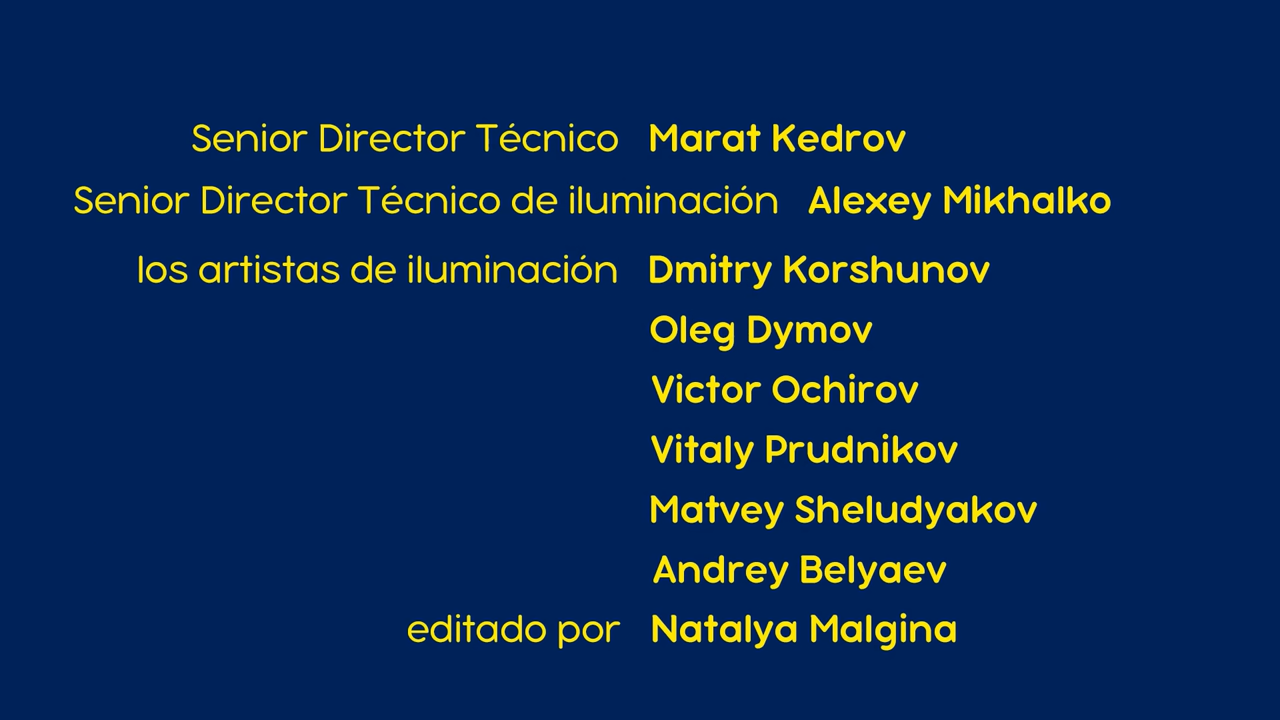 Senior Director Técnico Marat Kedrov
Senior Director Técnico de iluminación Alexey Mikhalko
los artistas de iluminación Dmitry Korshunov
Oleg Dymov
Victor Ochirov
Vitaly Prudnikov
Matvey Sheludyakov
Andrey Belyaev
editado por Natalya Malgina